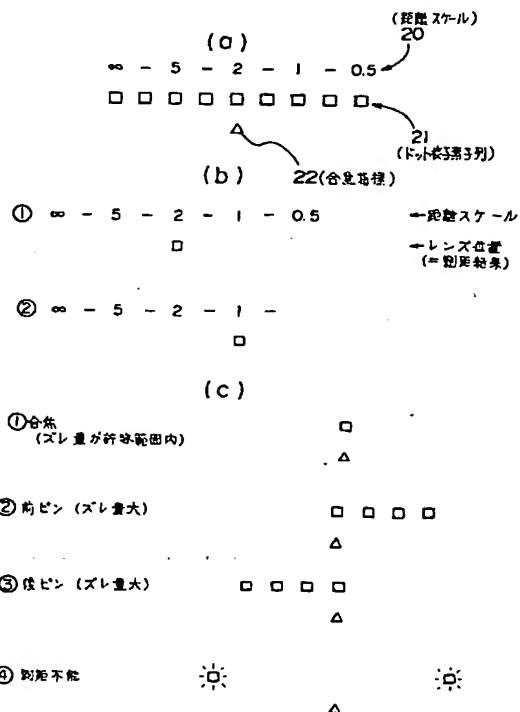 (距離スケール)
20
(a)
∞ - 5 - 2 - 1 - 0.5
21
(ドット表示素子列)
22(合焦指標)
(b)
① ∞ - 5 - 2 - 1 - 0.5 ←距離スケール
←レンズ位置
(=測距結果)
② ∞ - 5 - 2 - 1 -
(c)
①合焦
(ズレ量が許容範囲内)
②前ピン (ズレ量大)
③後ピン (ズレ量大)
④測距不能